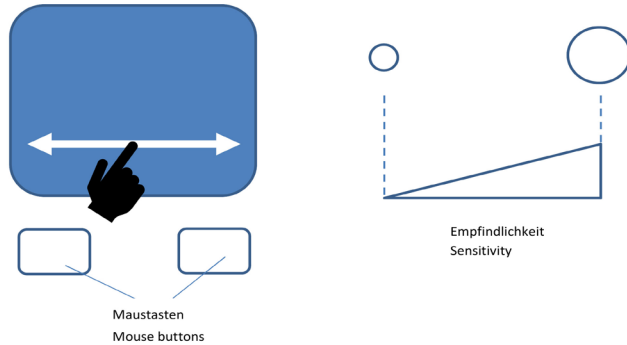 Empfindlichkeit
Sensitivity
Maustasten
Mouse buttons